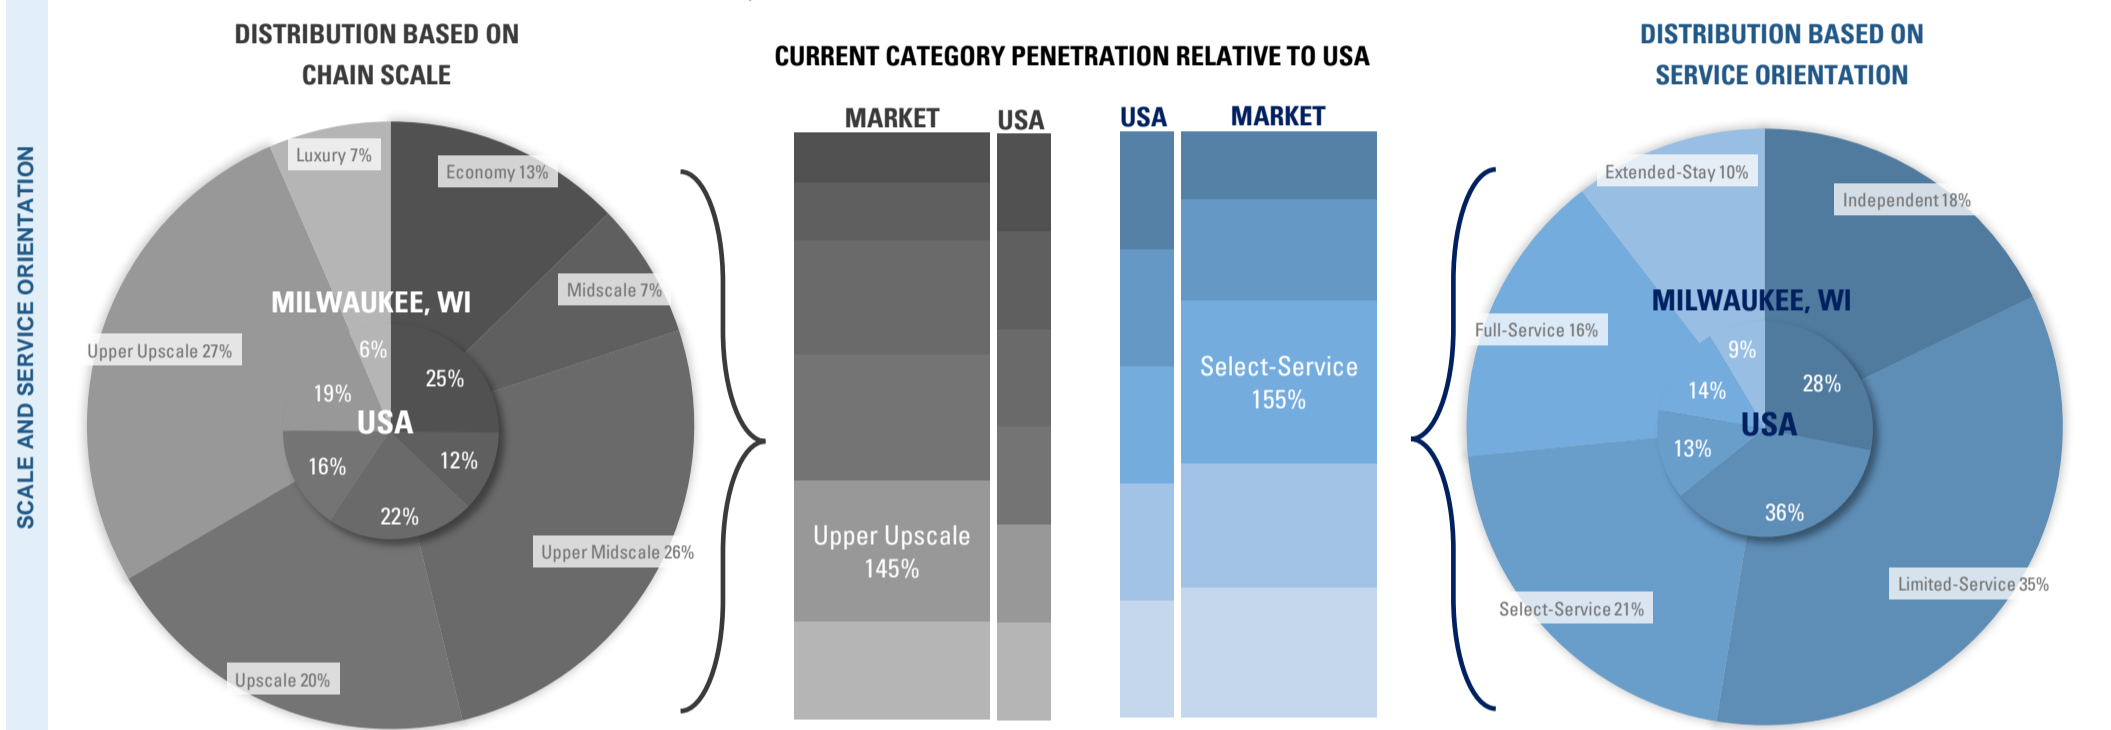 SCALE AND SERVICE ORIENTATION
DISTRIBUTION BASED ON
CHAIN SCALE
Luxury 7%
Economy 13%
Midscale 7%
MILWAUKEE, WI
Upper Upscale 27%
6%
25%
19%
USA
16%
12%
22%
Upper Midscale 26%
Upscale 20%
CURRENT CATEGORY PENETRATION RELATIVE TO USA
MARKET
USA
Upper Upscale
145%
USA
MARKET
Select-Service
155%
DISTRIBUTION BASED ON
SERVICE ORIENTATION
Extended-Stay 10%
Independent 18%
MILWAUKEE, WI
Full-Service 16%
9%
28%
14%
USA
13%
36%
Limited-Service 35%
Select-Service 21%